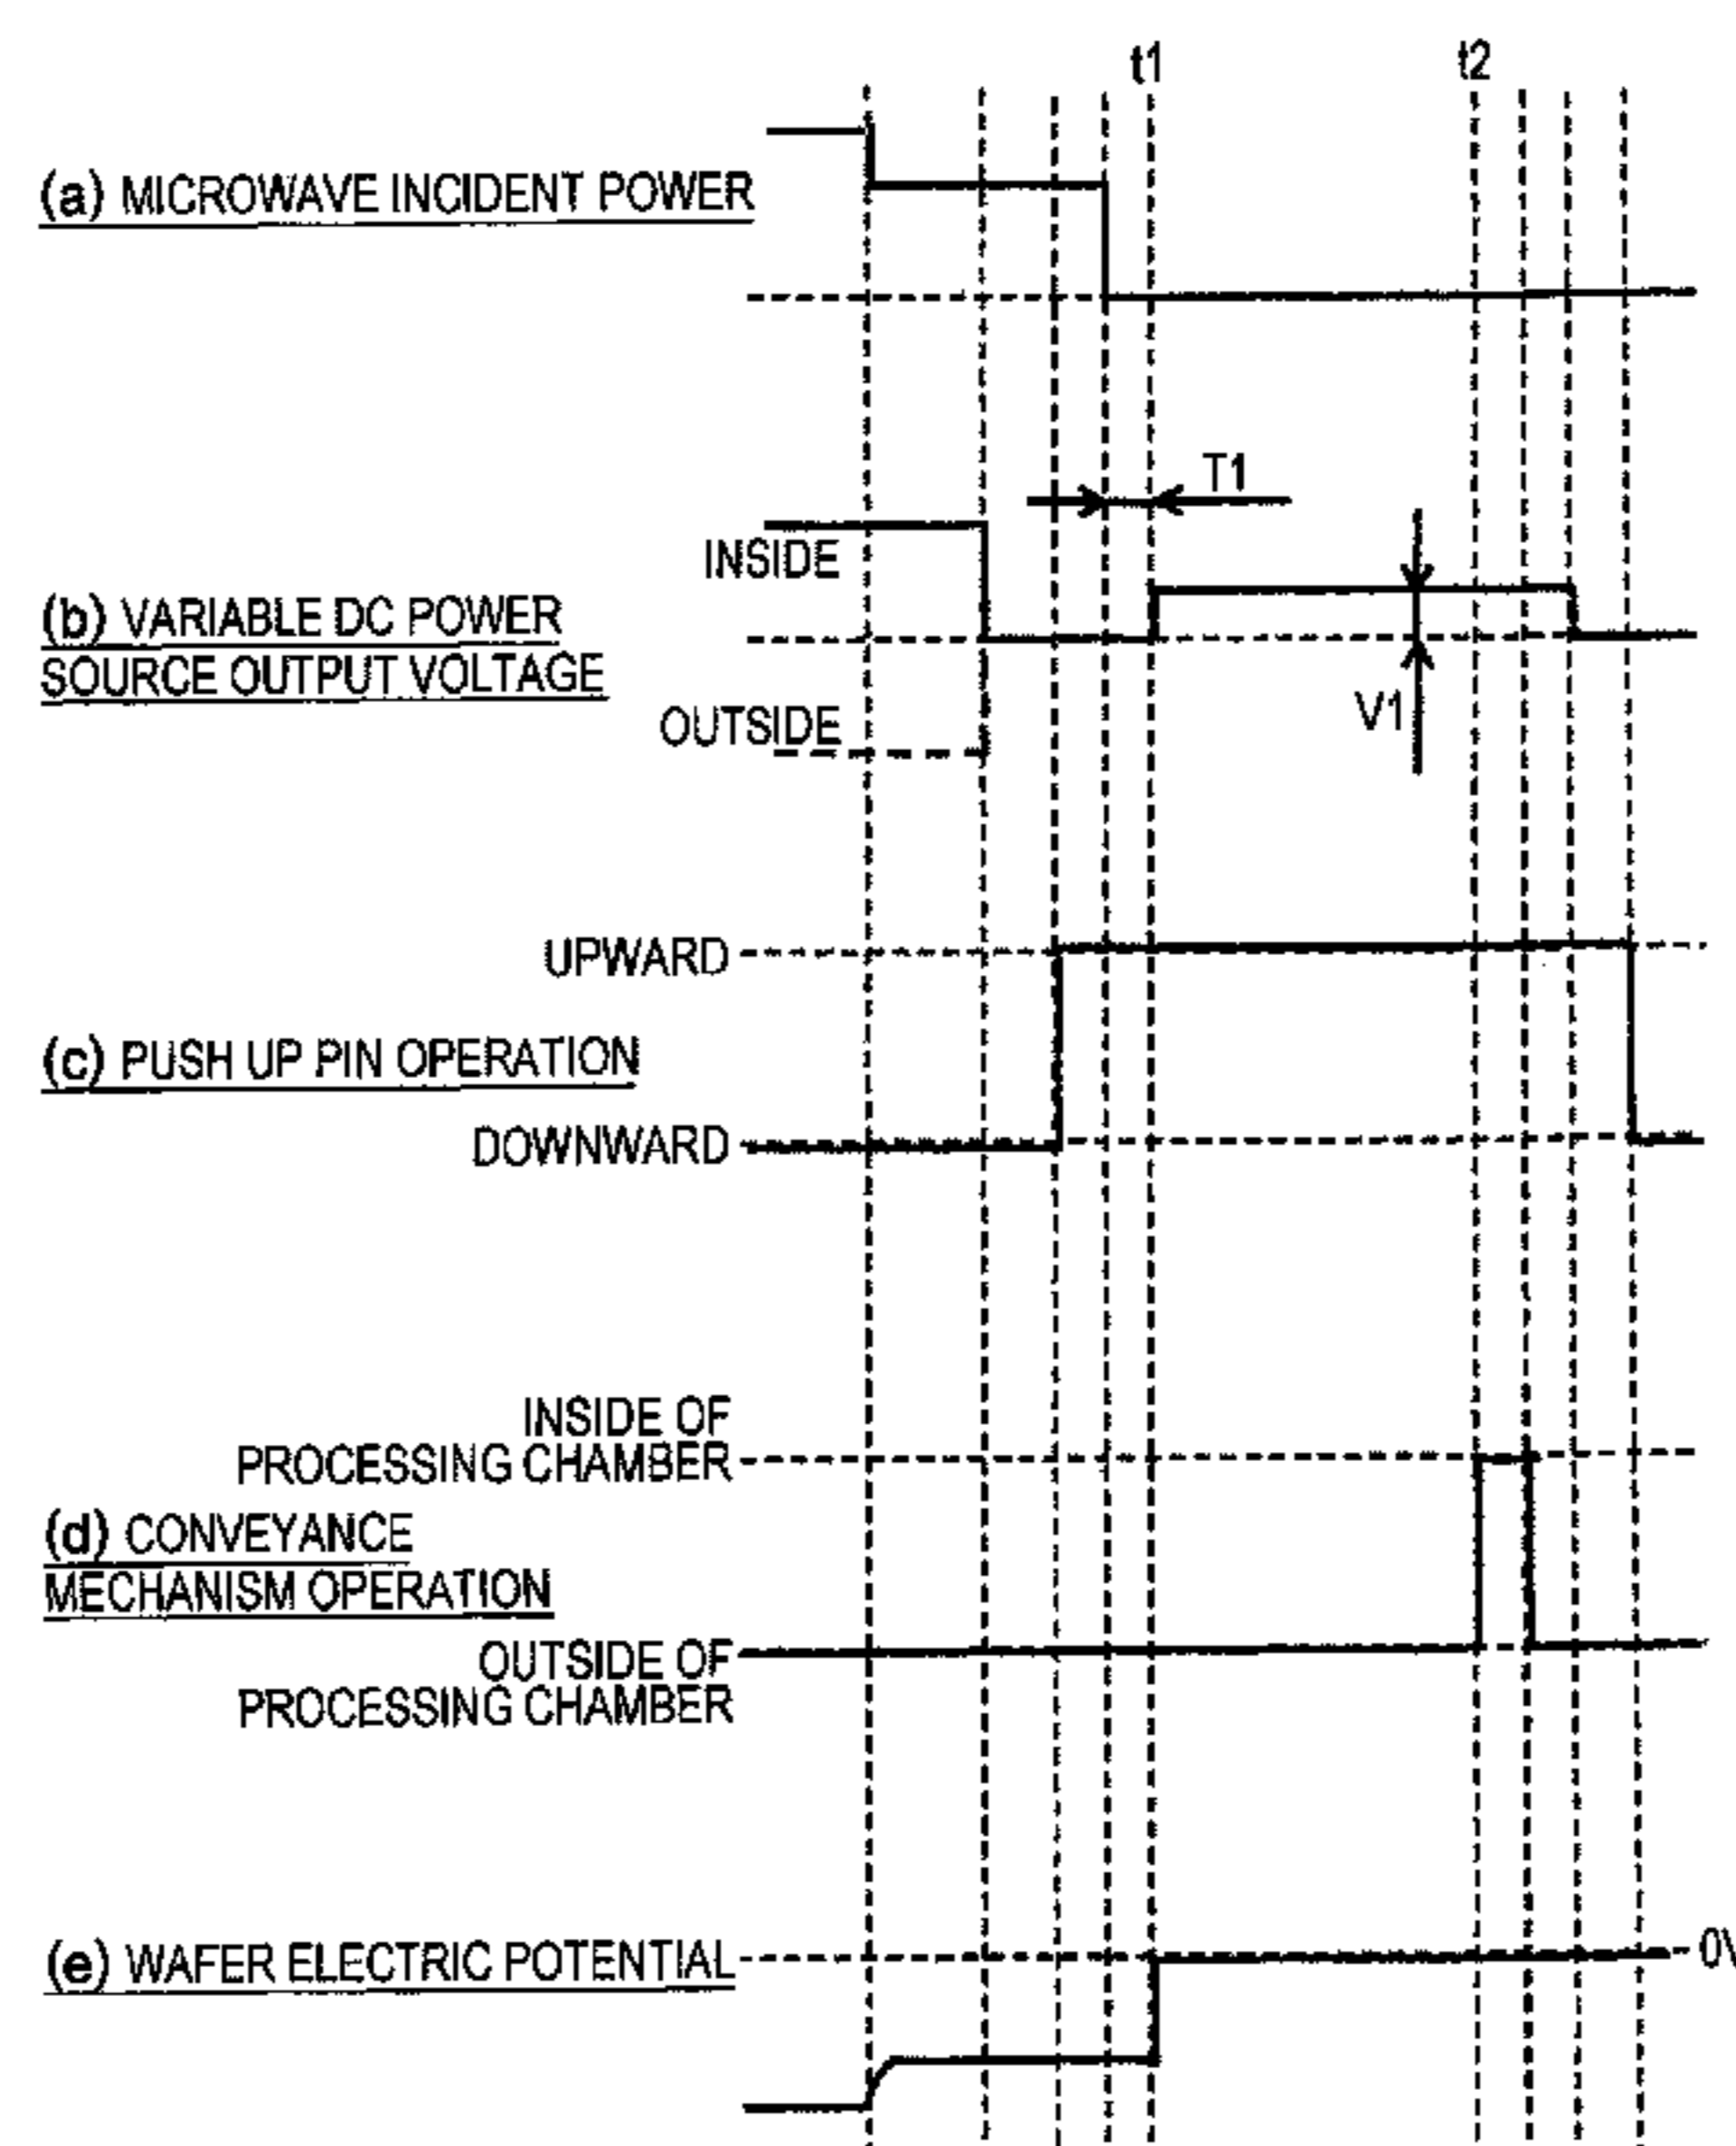 t1
t2
(a) MICROWAVE INCIDENT POWER
T1
INSIDE
(b) VARIABLE DC POWER
SOURCE OUTPUT VOLTAGE
OUTSIDE
V1
UPWARD
(c) PUSH UP PIN OPERATION
DOWNWARD
INSIDE OF
PROCESSING CHAMBER
(d) CONVEYANCE
MECHANISM OPERATION
OUTSIDE OF
PROCESSING CHAMBER
(e) WAFER ELECTRIC POTENTIAL
0V